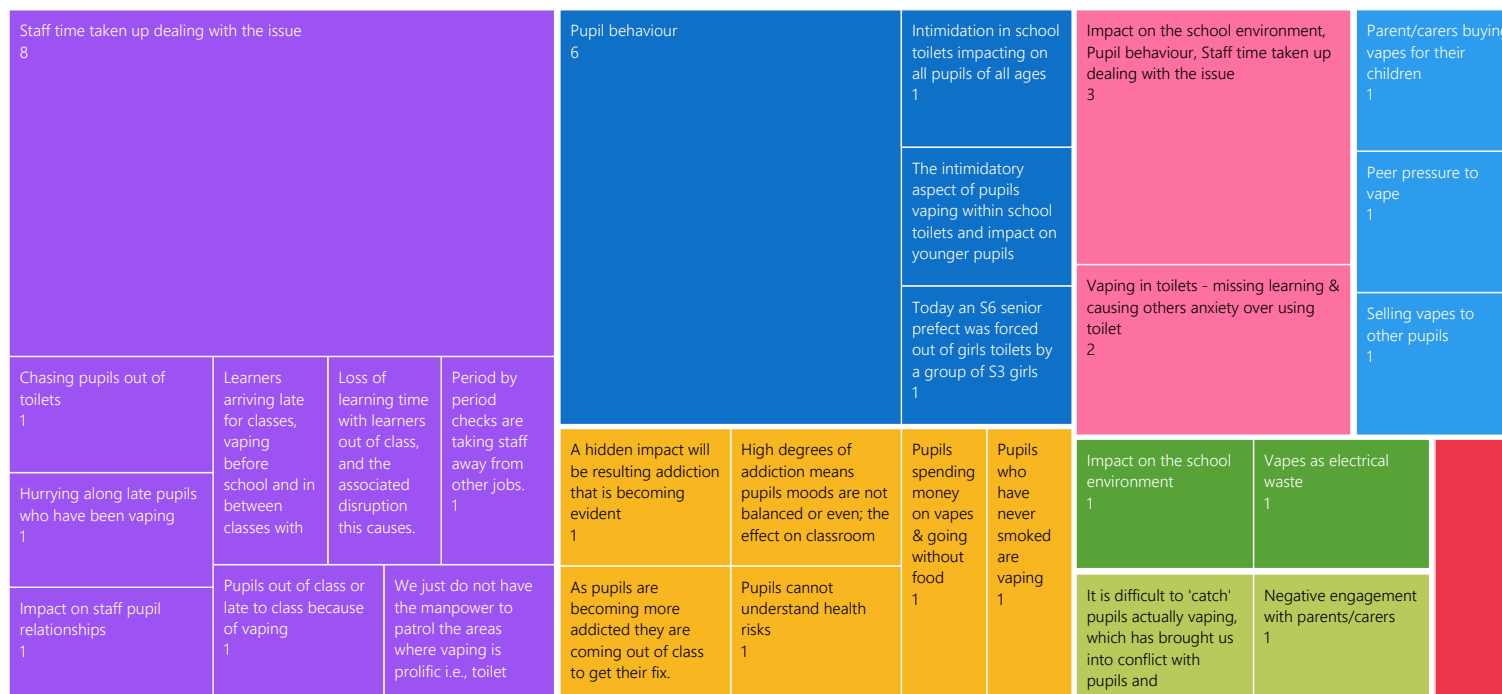 Staff time taken up dealing with the issue
8
Chasing pupils out of
toilets
1
Hurrying along late pupils
who have been vaping
1
Impact on staff pupil
relationships
1
Learners
arriving late
for classes,
vaping
before
school and in
between
classes with
Loss of
learning time
with learners
out of class,
and the
associated
disruption
this causes.
Period by
period
checks are
taking staff
away from
other jobs.
1
Pupils out of class or
late to class because
of vaping
1
We just do not have
the manpower to
patrol the areas
where vaping is
prolific i.e., toilet
Pupil behaviour
6
Intimidation in school
toilets impacting on
all pupils of all ages
1
The intimidatory
aspect of pupils
vaping within school
toilets and impact on
younger pupils
Today an S6 senior
prefect was forced
out of girls toilets by
a group of S3 girls
1
A hidden impact will
be resulting addiction
that is becoming
evident
1
High degrees of
addiction means
pupils moods are not
balanced or even; the
effect on classroom
As pupils are
becoming more
addicted they are
coming out of class
to get their fix.
Pupils cannot
understand health
risks
1
Pupils
spending
money
on vapes
& going
without
food
1
Pupils
who
have
never
smoked
are
vaping
1
Impact on the school environment,
Pupil behaviour, Staff time taken up
dealing with the issue
3
Vaping in toilets - missing learning &
causing others anxiety over using
toilet
2
Parent/carers buying
vapes for their
children
1
Peer pressure to
vape
1
Selling vapes to
other pupils
1
Impact on the school
environment
1
Vapes as electrical
waste
1
It is difficult to 'catch'
pupils actually vaping,
which has brought us
into conflict with
pupils and
Negative engagement
with parents/carers
1